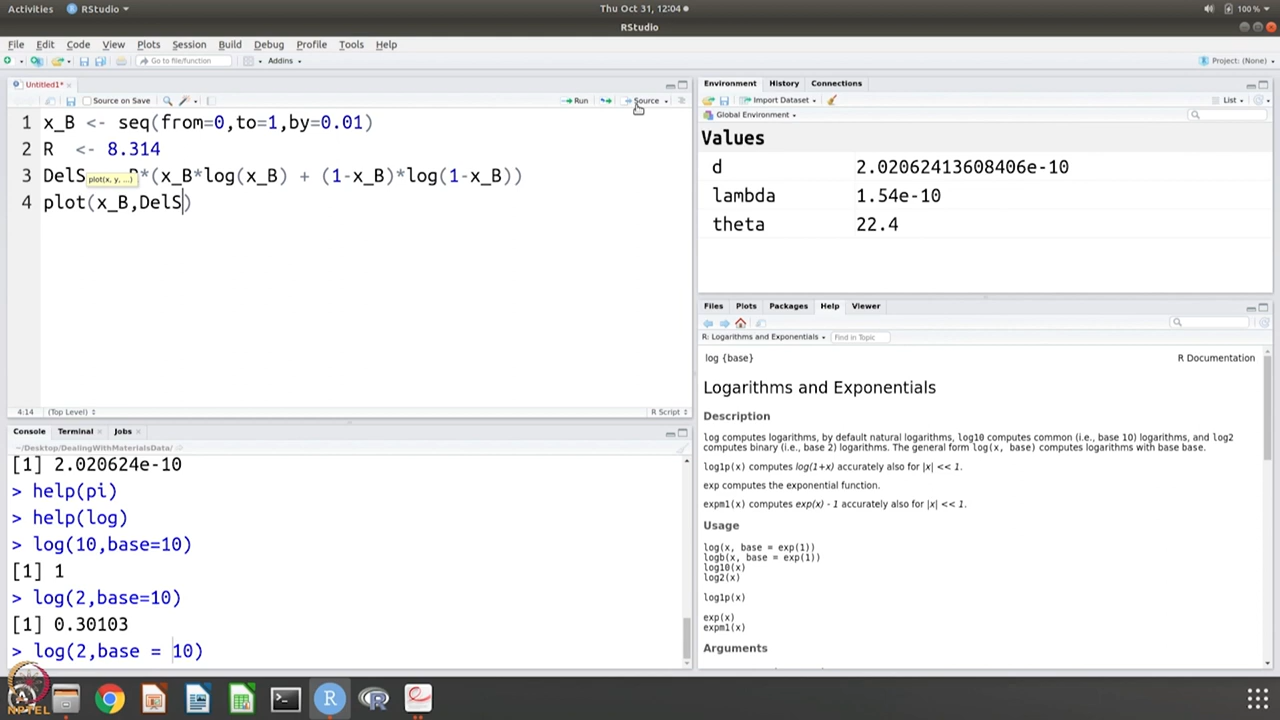 Activities RStudio Thu Oct 31, 12:04 100 %
RStudio
File Edit Code View Plots Session Build Debug Profile Tools Help
Go to file/function Addins Project: (None)
Untitled1*
Source on Save Run Source
1 x_B <- seq(from=0,to=1,by=0.01)
2 R <- 8.314
3 DelS *(x_B*log(x_B) + (1-x_B)*log(1-x_B))
plot(x, y, ...)
4 plot(x_B,DelS)
4:14 (Top Level) R Script
Console Terminal Jobs
~/Desktop/DealingWithMaterialsData/
[1] 2.020624e-10
> help(pi)
> help(log)
> log(10,base=10)
[1] 1
> log(2,base=10)
[1] 0.30103
> log(2,base = 10)
Environment History Connections
Import Dataset List
Global Environment
Values
d 2.02062413608406e-10
lambda 1.54e-10
theta 22.4
Files Plots Packages Help Viewer
R: Logarithms and Exponentials Find in Topic
log {base} R Documentation
Logarithms and Exponentials
Description
log computes logarithms, by default natural logarithms, log10 computes common (i.e., base 10) logarithms, and log2
computes binary (i.e., base 2) logarithms. The general form log(x, base) computes logarithms with base base.
log1p(x) computes log(1+x) accurately also for |x| << 1.
exp computes the exponential function.
expm1(x) computes exp(x) - 1 accurately also for |x| << 1.
Usage
log(x, base = exp(1))
logb(x, base = exp(1))
log10(x)
log2(x)
log1p(x)
exp(x)
expm1(x)
Arguments
NPTEL